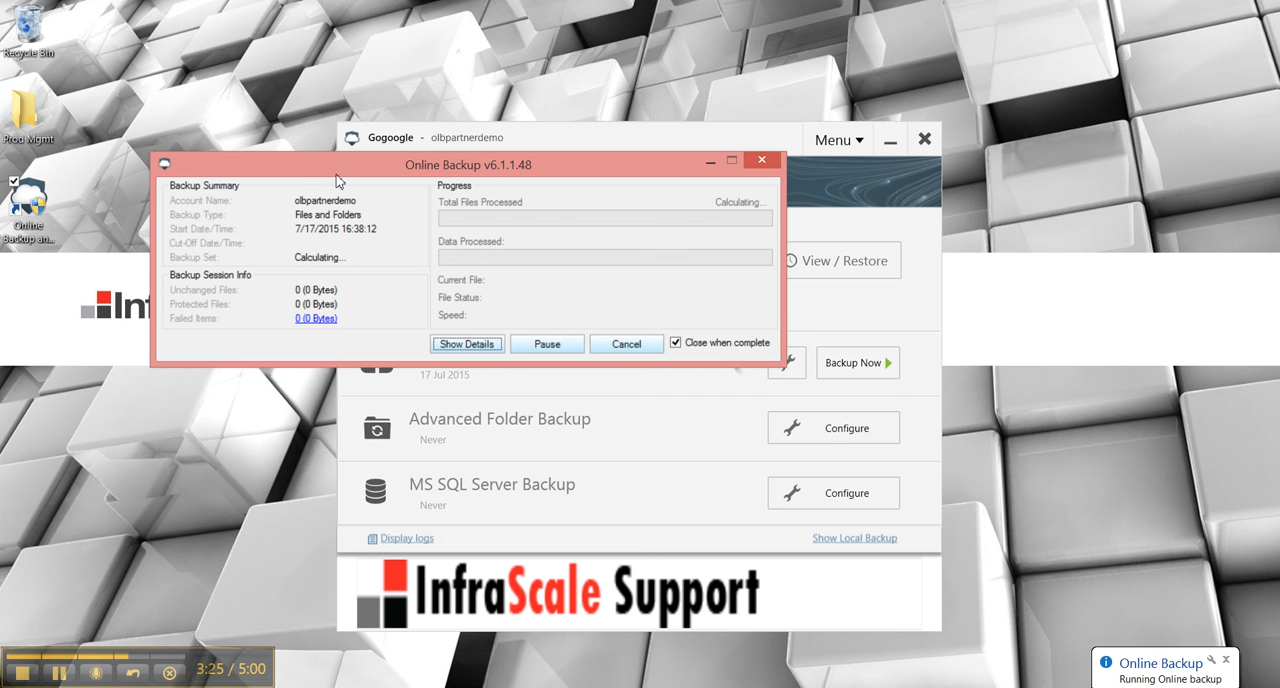 Recycle Bin
Prod Mgmt
Online
Backup an...
Gogoogle - olbpartnerdemo
Menu
Online Backup v6.1.1.48
Backup Summary
Account Name: olbpartnerdemo
Backup Type: Files and Folders
Start Date/Time: 7/17/2015 16:38:12
Cut-Off Date/Time:
Backup Set: Calculating...
Backup Session Info
Unchanged Files: 0 (0 Bytes)
Protected Files: 0 (0 Bytes)
Failed Items: 0 (0 Bytes)
Progress
Total Files Processed Calculating...
Data Processed:
Current File:
File Status:
Speed:
Show Details Pause Cancel Close when complete
View / Restore
Inf
17 Jul 2015
Backup Now
Advanced Folder Backup
Never
Configure
MS SQL Server Backup
Never
Configure
Display logs Show Local Backup
InfraScale Support
3:25 / 5:00
Online Backup
Running Online backup